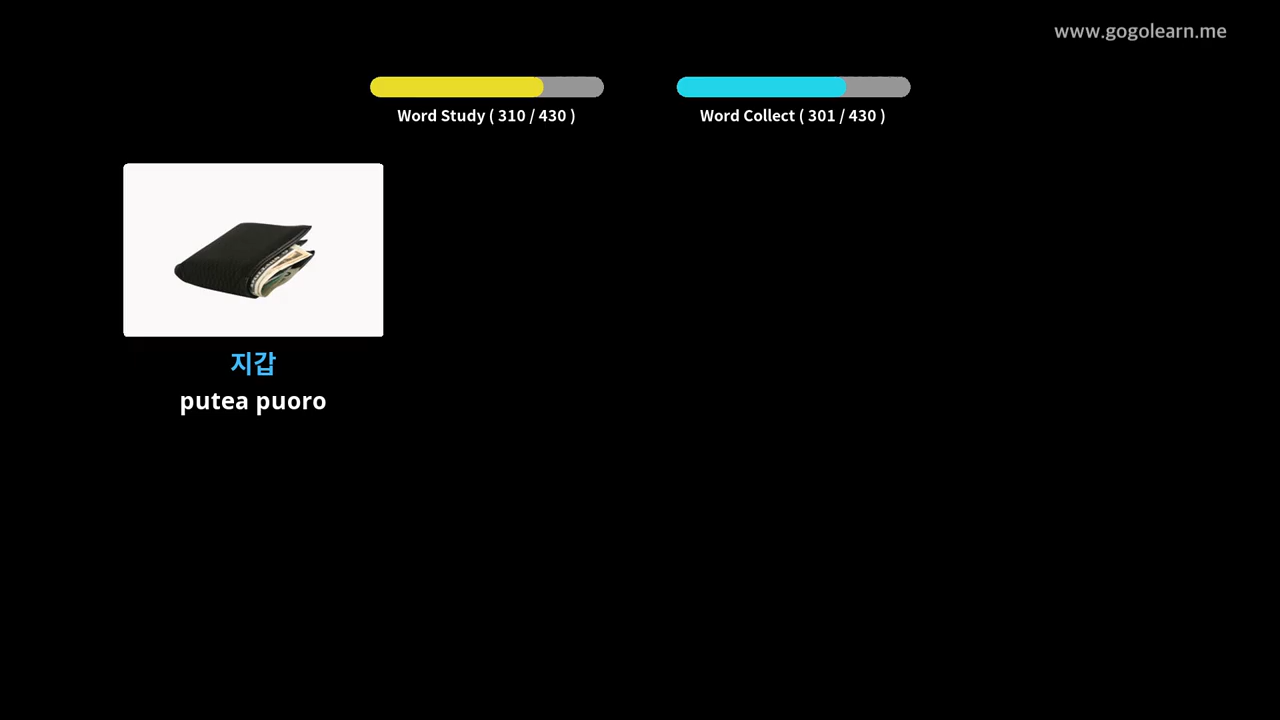 www.gogolearn.me
Word Study ( 310 / 430 )
Word Collect ( 301 / 430 )
지갑
putea puoro